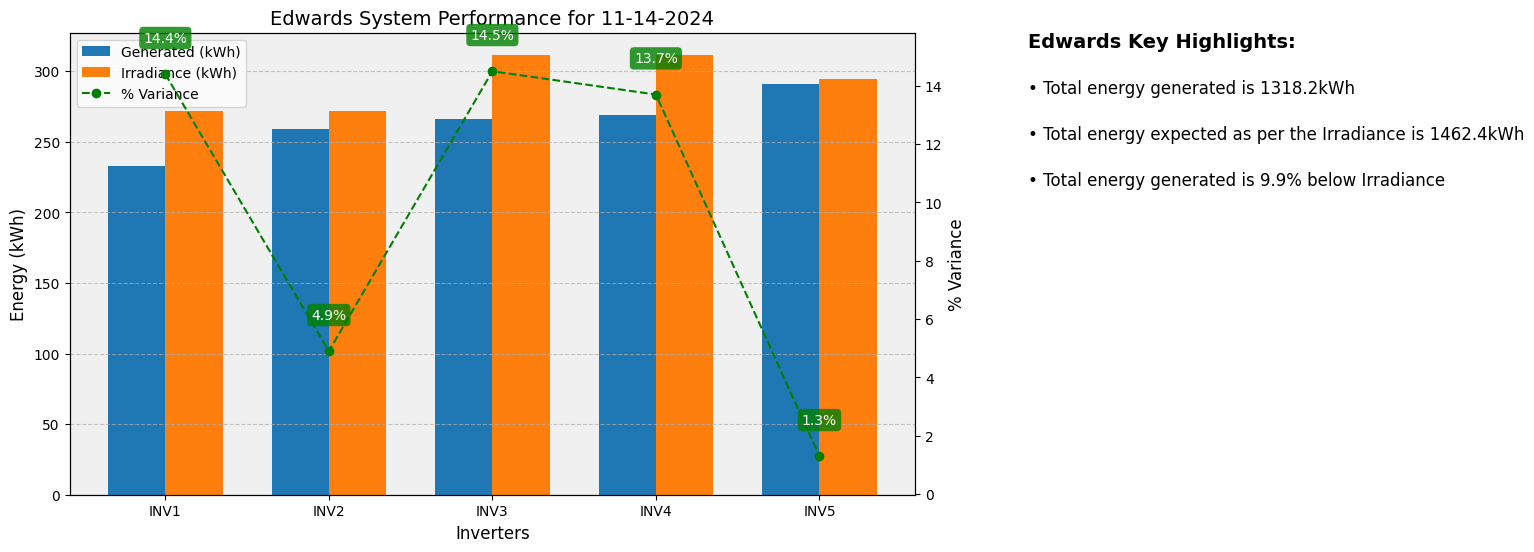 Edwards System Performance for 11-14-2024
Generated (kWh)
Irradiance (kWh)
% Variance
14.4%
4.9%
14.5%
13.7%
1.3%
Energy (kWh)
300
250
200
150
100
50
0
% Variance
14
12
10
8
6
4
2
0
INV1
INV2
INV3
INV4
INV5
Inverters
Edwards Key Highlights:
• Total energy generated is 1318.2kWh
• Total energy expected as per the Irradiance is 1462.4kWh
• Total energy generated is 9.9% below Irradiance